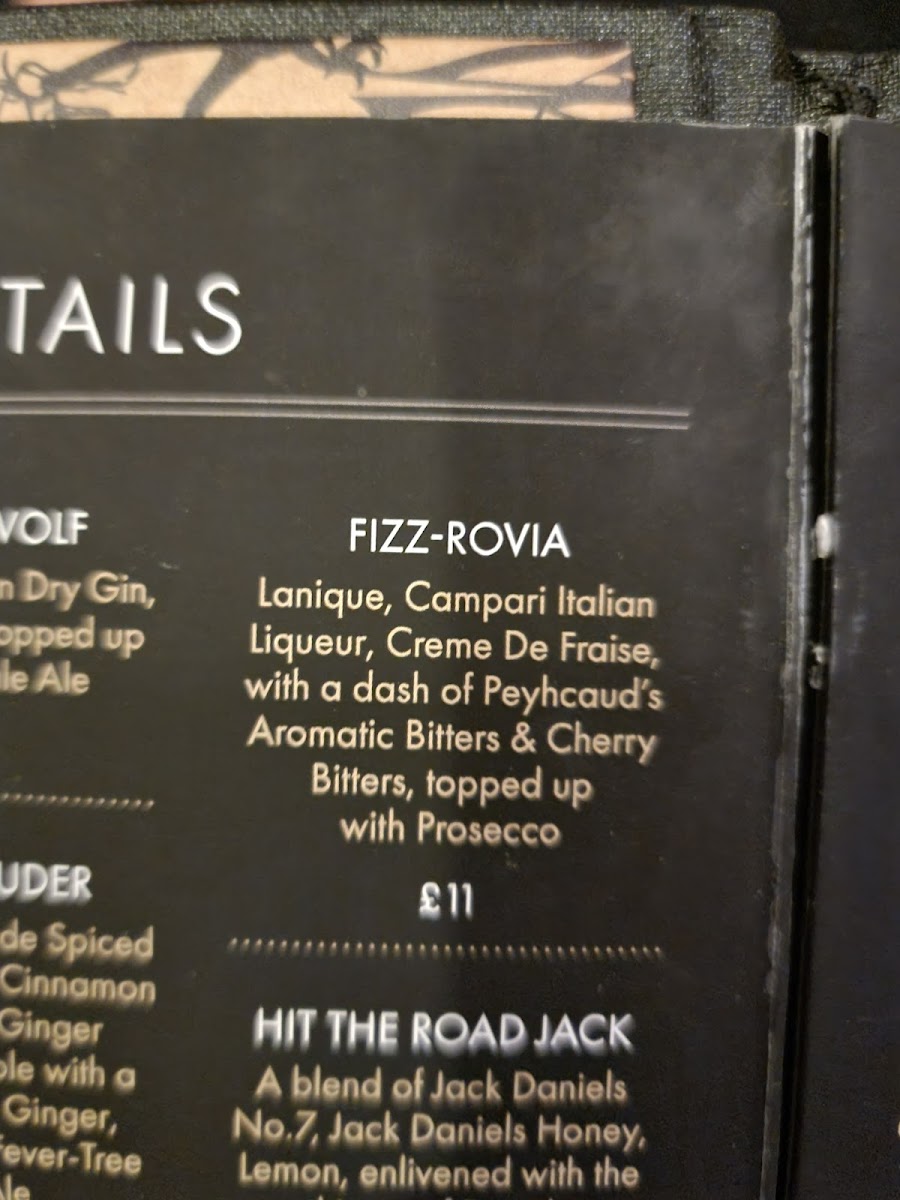 TAILS
VOLF
n Dry Gin,
opped up
le Ale
FIZZ-ROVIA
Lanique, Campari Italian
Liqueur, Creme De Fraise,
with a dash of Peyhcaud's
Aromatic Bitters & Cherry
Bitters, topped up
with Prosecco
£11
UDER
de Spiced
Cinnamon
Ginger
ple with a
Ginger,
ever-Tree
le
HIT THE ROAD JACK
A blend of Jack Daniels
No.7, Jack Daniels Honey,
Lemon, enlivened with the